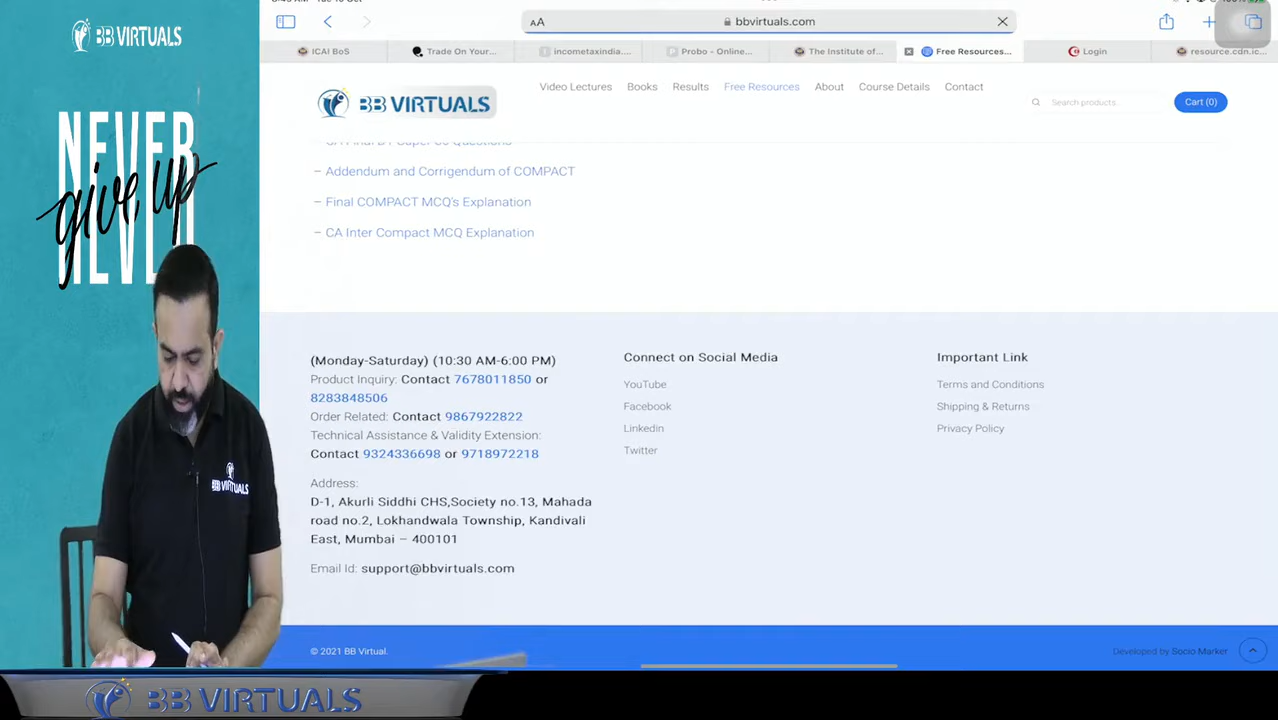 BB VIRTUALS
NEVER
give up
NEVER
AA
bbvirtuals.com
ICAI BoS
Trade On Your...
incometaxindia....
Probo - Online...
The Institute of...
Free Resources...
Login
resource.cdn.ic...
BB VIRTUALS
Video Lectures
Books
Results
Free Resources
About
Course Details
Contact
Search products
Cart (0)
– Addendum and Corrigendum of COMPACT
– Final COMPACT MCQ's Explanation
– CA Inter Compact MCQ Explanation
(Monday-Saturday) (10:30 AM-6:00 PM)
Product Inquiry: Contact 7678011850 or
8283848506
Order Related: Contact 9867922822
Technical Assistance & Validity Extension:
Contact 9324336698 or 9718972218
Address:
D-1, Akurli Siddhi CHS,Society no.13, Mahada
road no.2, Lokhandwala Township, Kandivali
East, Mumbai – 400101
Email Id: support@bbvirtuals.com
Connect on Social Media
YouTube
Facebook
Linkedin
Twitter
Important Link
Terms and Conditions
Shipping & Returns
Privacy Policy
© 2021 BB Virtual.
Developed by Socio Marker
BB VIRTUALS
BB VIRTUALS